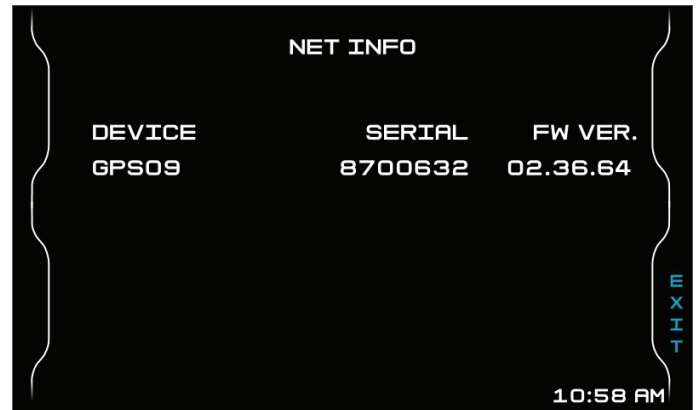 NET INFO
DEVICE SERIAL FW VER.
GPS09 8700632 02.36.64
EXIT
10:58 AM